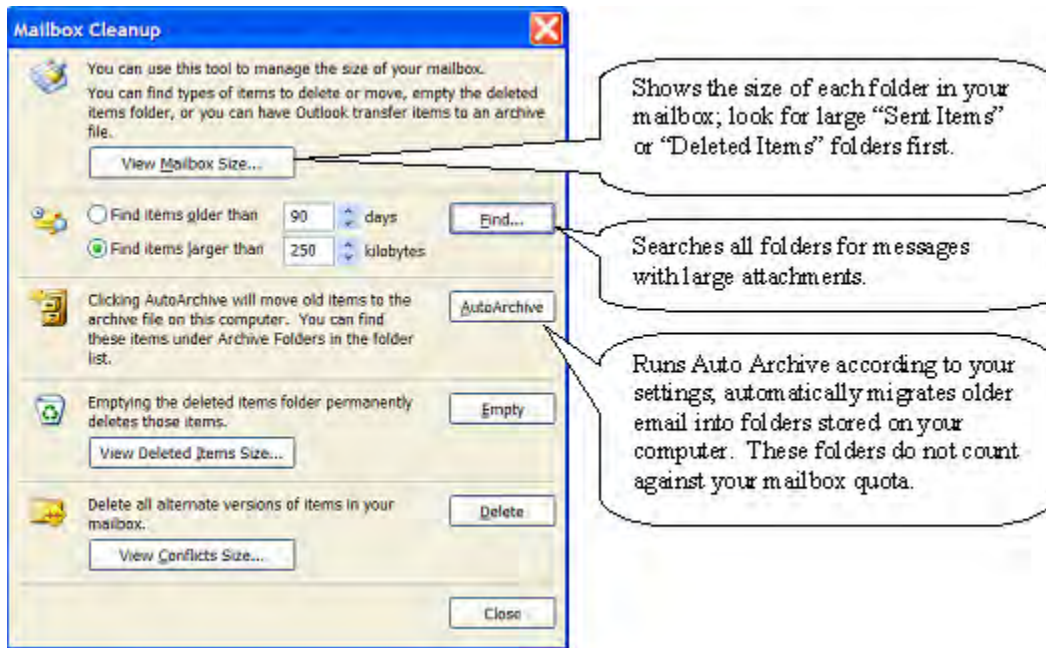 Mailbox Cleanup
You can use this tool to manage the size of your mailbox.
You can find types of items to delete or move, empty the deleted
items folder, or you can have Outlook transfer items to an archive
file.
View Mailbox Size...
Find items older than 90 days
Find...
Find items larger than 250 kilobytes
Clicking AutoArchive will move old items to the
archive file on this computer. You can find
these items under Archive Folders in the folder
list.
AutoArchive
Emptying the deleted items folder permanently
deletes those items.
Empty
View Deleted Items Size...
Delete all alternate versions of items in your
mailbox.
Delete
View Conflicts Size...
Close
Shows the size of each folder in your
mailbox; look for large “Sent Items”
or “Deleted Items” folders first.
Searches all folders for messages
with large attachments.
Runs Auto Archive according to your
settings, automatically migrates older
email into folders stored on your
computer. These folders do not count
against your mailbox quota.